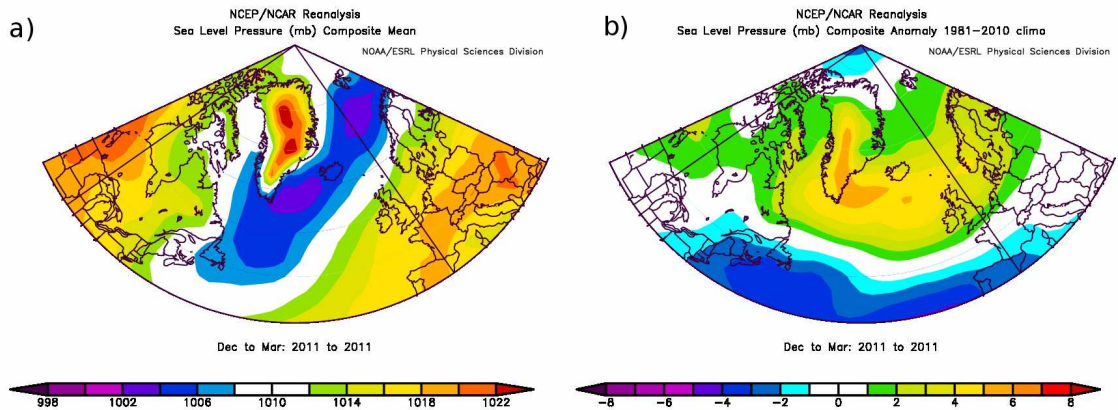 a)
NCEP/NCAR Reanalysis
Sea Level Pressure (mb) Composite Mean
NOAA/ESRL Physical Sciences Division
Dec to Mar: 2011 to 2011
998 1002 1006 1010 1014 1018 1022
b)
NCEP/NCAR Reanalysis
Sea Level Pressure (mb) Composite Anomaly 1981-2010 climo
NOAA/ESRL Physical Sciences Division
Dec to Mar: 2011 to 2011
-8 -6 -4 -2 0 2 4 6 8